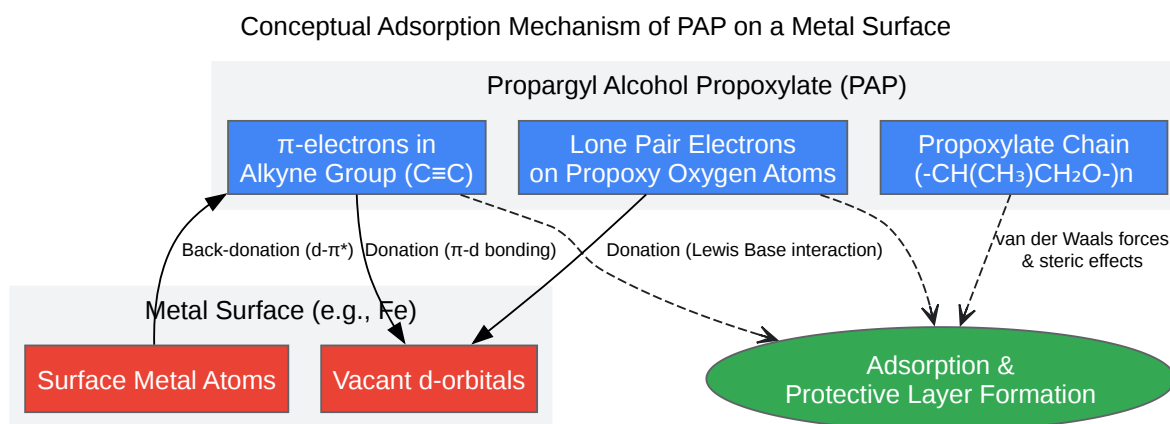 Conceptual Adsorption Mechanism of PAP on a Metal Surface
Propargyl Alcohol Propoxylate (PAP)
π-electrons in
Alkyne Group (C≡C)
Lone Pair Electrons
on Propoxy Oxygen Atoms
Propoxylate Chain
(-CH(CH₃)CH₂O-)n
Back-donation (d-π*)
Donation (π-d bonding)
Donation (Lewis Base interaction)
van der Waals forces
& steric effects
Metal Surface (e.g., Fe)
Surface Metal Atoms
Vacant d-orbitals
Adsorption &
Protective Layer Formation